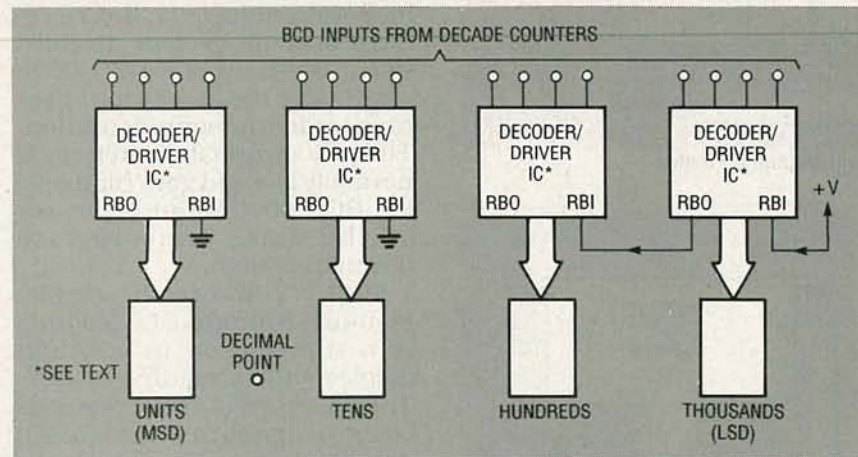 BCD INPUTS FROM DECADE COUNTERS
DECODER/
DRIVER
IC*
RBO RBI
DECODER/
DRIVER
IC*
RBO RBI
DECODER/
DRIVER
IC*
RBO RBI
DECODER/
DRIVER
IC*
RBO RBI
+V
*SEE TEXT
DECIMAL
POINT
UNITS
(MSD)
TENS
HUNDREDS
THOUSANDS
(LSD)